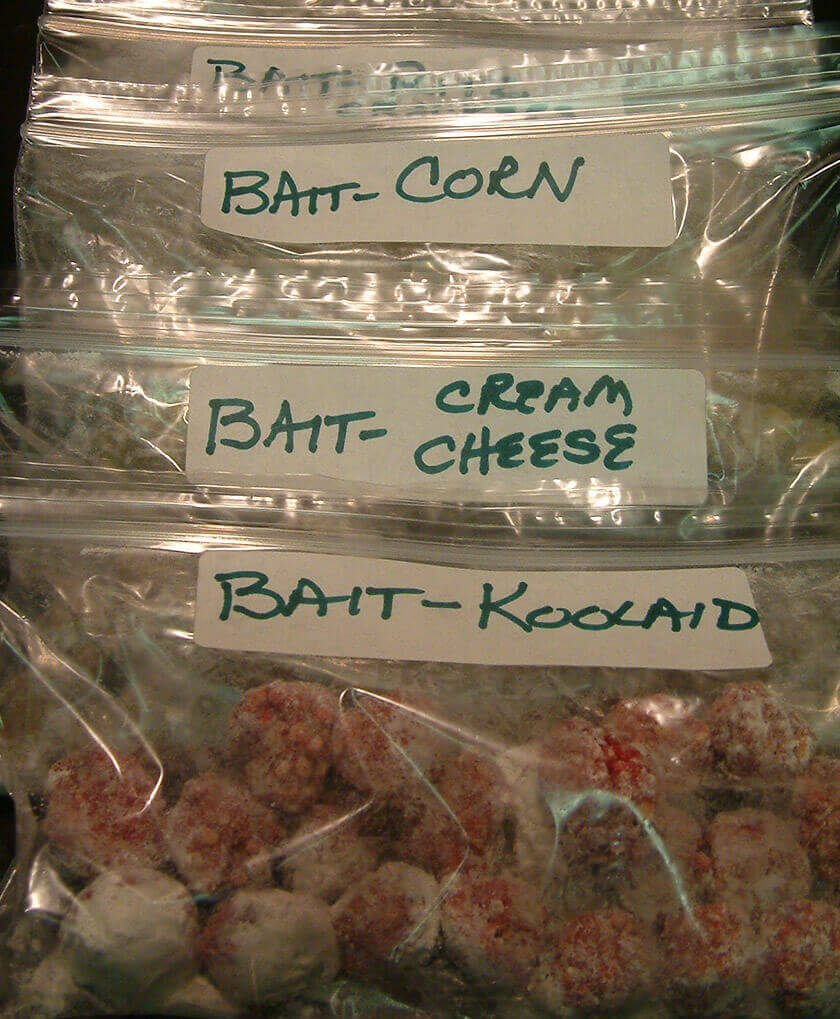 BAIT-
BAIT- CORN
BAIT- CREAM
CHEESE
BAIT- KOOLAID